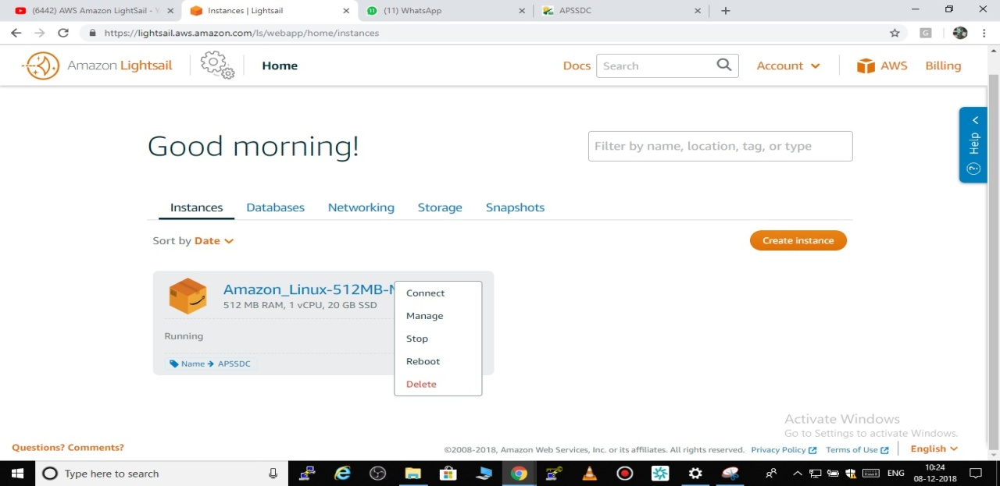 (6442) AWS Amazon LightSail - Y
Instances | Lightsail
(11) WhatsApp
APSSDC
https://lightsail.aws.amazon.com/ls/webapp/home/instances
Amazon Lightsail
Home
Docs
Search
Account
AWS
Billing
Help
Good morning!
Filter by name, location, tag, or type
Instances
Databases
Networking
Storage
Snapshots
Sort by Date
Create instance
Amazon_Linux-512MB-
512 MB RAM, 1 vCPU, 20 GB SSD
Running
Name
APSSDC
Connect
Manage
Stop
Reboot
Delete
Activate Windows
Go to Settings to activate Windows.
Questions? Comments?
©2008-2018, Amazon Web Services, Inc. or its affiliates. All rights reserved.
Privacy Policy
Terms of Use
English
Type here to search
ENG
10:24
08-12-2018